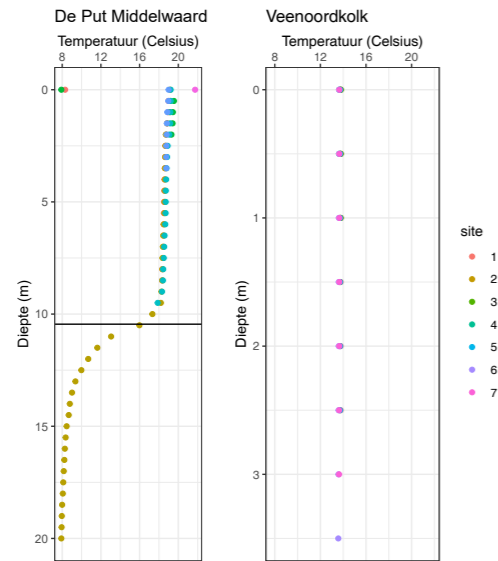 De Put Middelwaard
Temperatuur (Celsius)
8 12 16 20
Diepte (m)
0
5
10
15
20
Veenoordkolk
Temperatuur (Celsius)
8 12 16 20
Diepte (m)
0
1
2
3
site
1
2
3
4
5
6
7